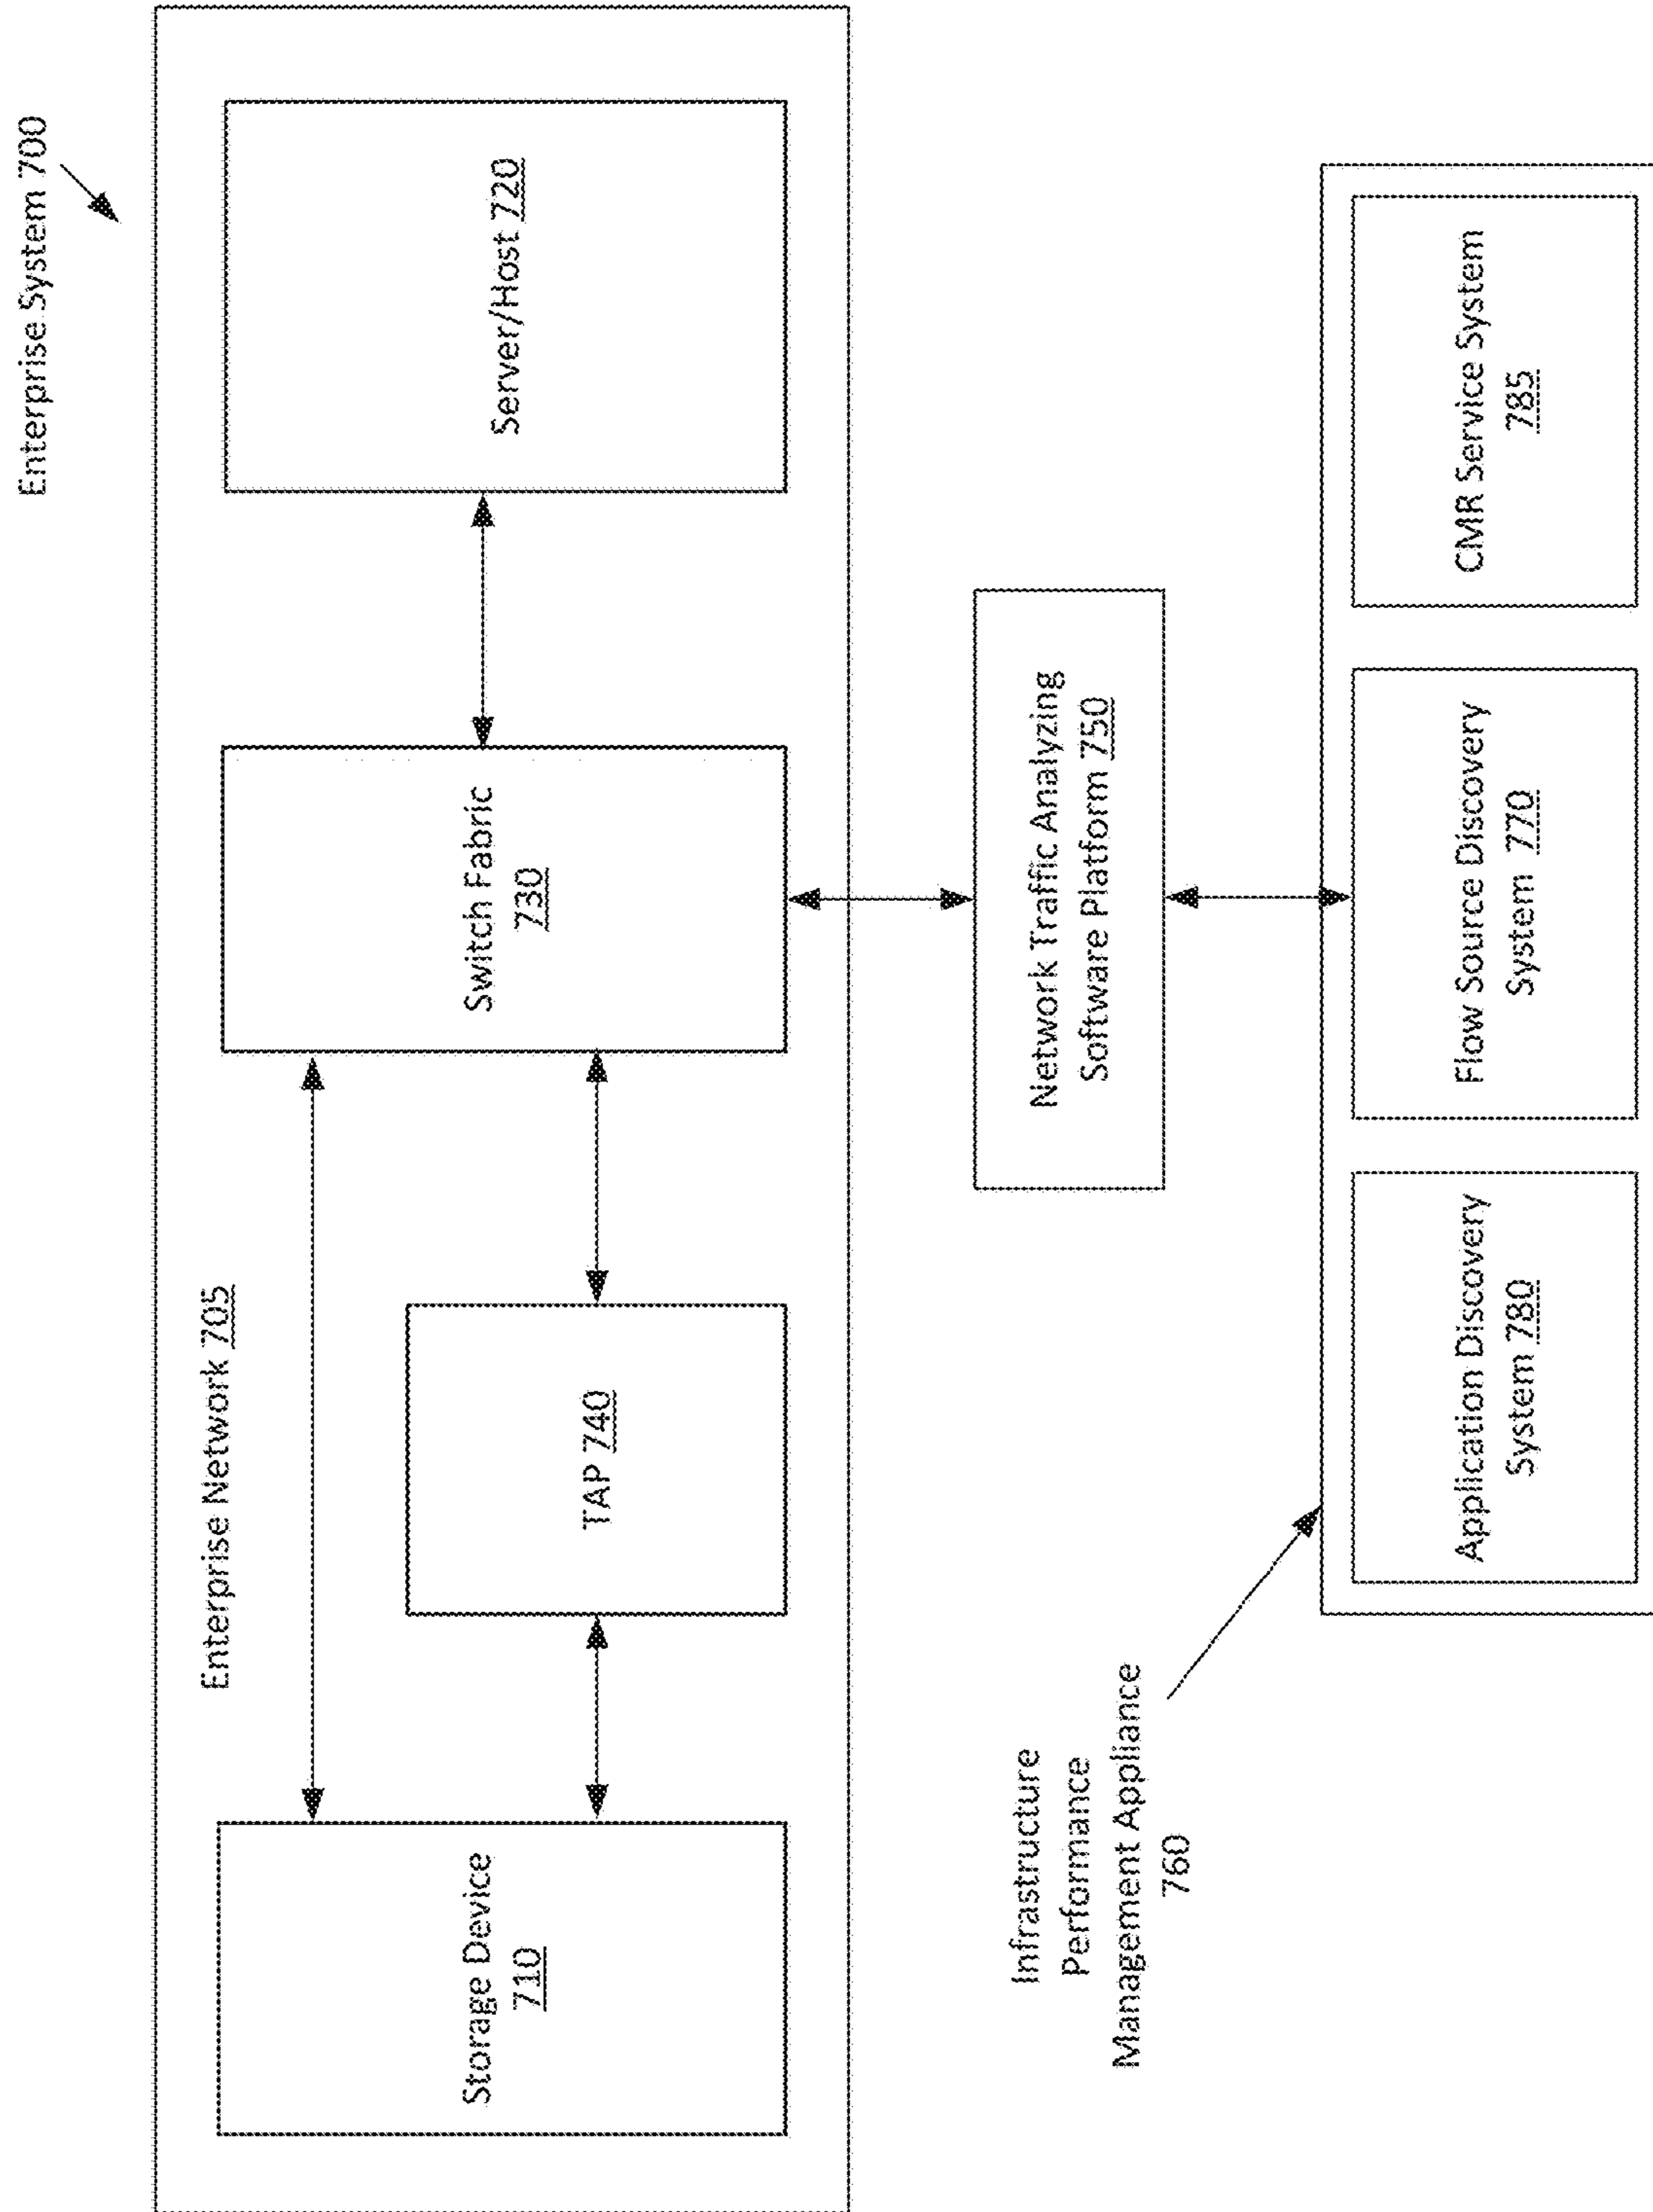 Enterprise System 700
Enterprise Network 705
Storage Device
710
TAP 740
Switch Fabric
730
Server/Host 720
Network Traffic Analyzing
Software Platform 750
Infrastructure
Performance
Management Appliance
760
Application Discovery
System 780
Flow Source Discovery
System 770
CMR Service System
785